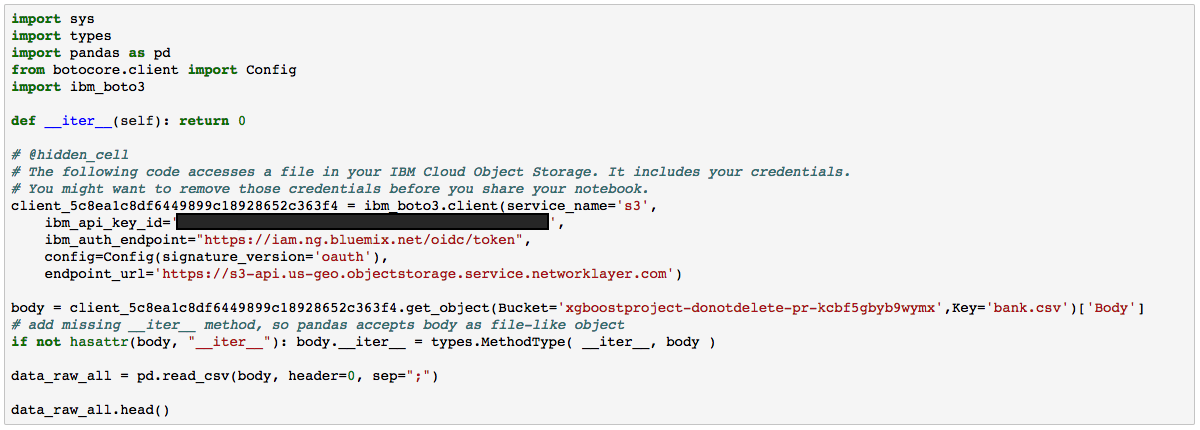 import sys
import types
import pandas as pd
from botocore.client import Config
import ibm_boto3
def __iter__(self): return 0
# @hidden_cell
# The following code accesses a file in your IBM Cloud Object Storage. It includes your credentials.
# You might want to remove those credentials before you share your notebook.
client_5c8ea1c8df6449899c18928652c363f4 = ibm_boto3.client(service_name='s3',
ibm_api_key_id='',
ibm_auth_endpoint="https://iam.ng.bluemix.net/oidc/token",
config=Config(signature_version='oauth'),
endpoint_url='https://s3-api.us-geo.objectstorage.service.networklayer.com')
body = client_5c8ea1c8df6449899c18928652c363f4.get_object(Bucket='xgboostproject-donotdelete-pr-kcbf5gbyb9wymx',Key='bank.csv')['Body']
# add missing __iter__ method, so pandas accepts body as file-like object
if not hasattr(body, "__iter__"): body.__iter__ = types.MethodType( __iter__, body )
data_raw_all = pd.read_csv(body, header=0, sep=";")
data_raw_all.head()